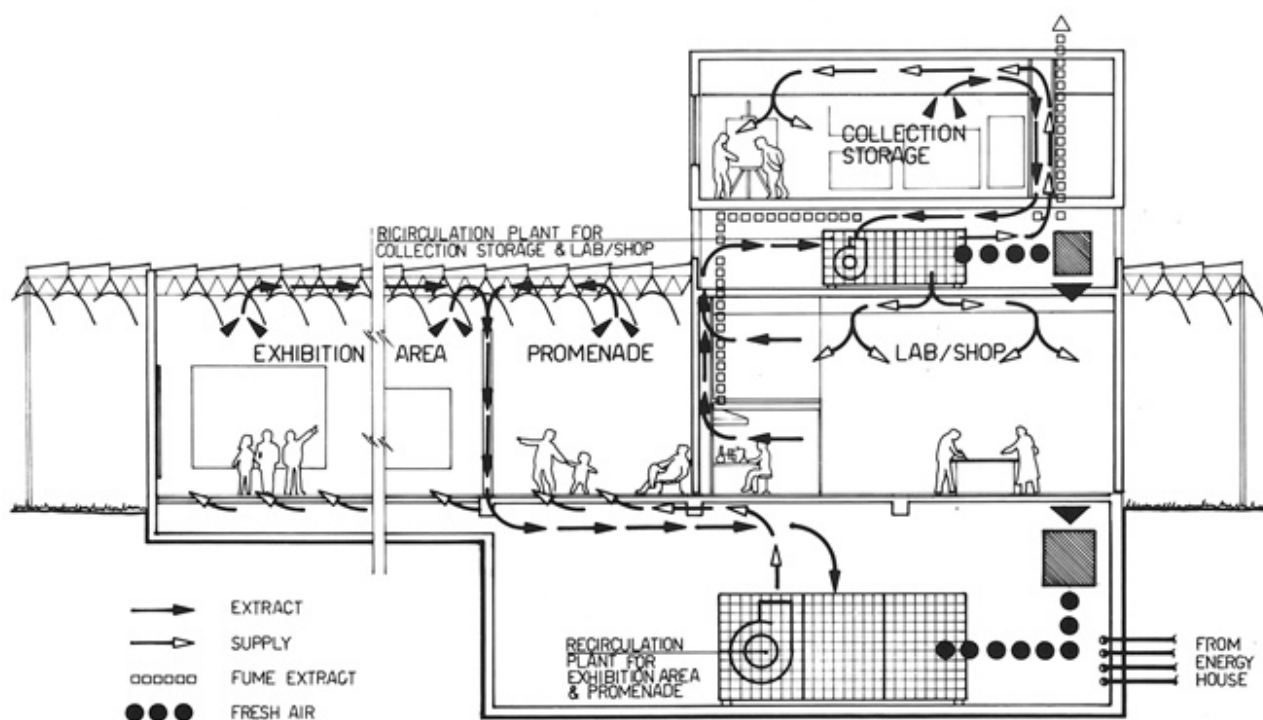 COLLECTION
STORAGE
RICIRCULATION PLANT FOR
COLLECTION STORAGE & LAB/SHOP
EXHIBITION AREA
PROMENADE
LAB/SHOP
EXTRACT
SUPPLY
FUME EXTRACT
FRESH AIR
RECIRCULATION
PLANT FOR
EXHIBITION AREA
& PROMENADE
FROM
ENERGY
HOUSE